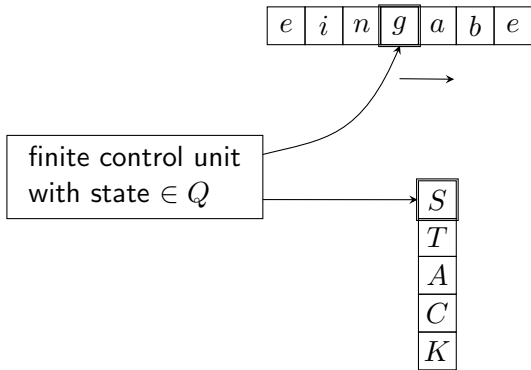 e i n g a b e
finite control unit
with state ∈ Q
S
T
A
C
K